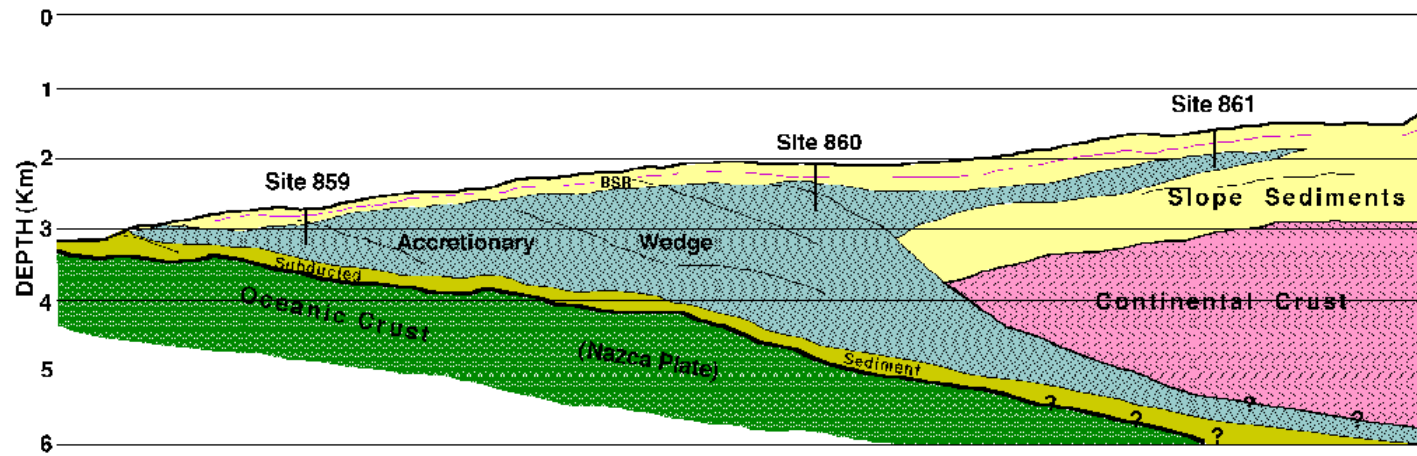 0
1
Site 861
Site 860
2
Site 859
BSR
Slope Sediments
3
Accretionary Wedge
DEPTH (Km)
Subducted
4
Oceanic Crust
Continental Crust
(Nazca Plate)
5
Sediment
?
?
?
?
?
6